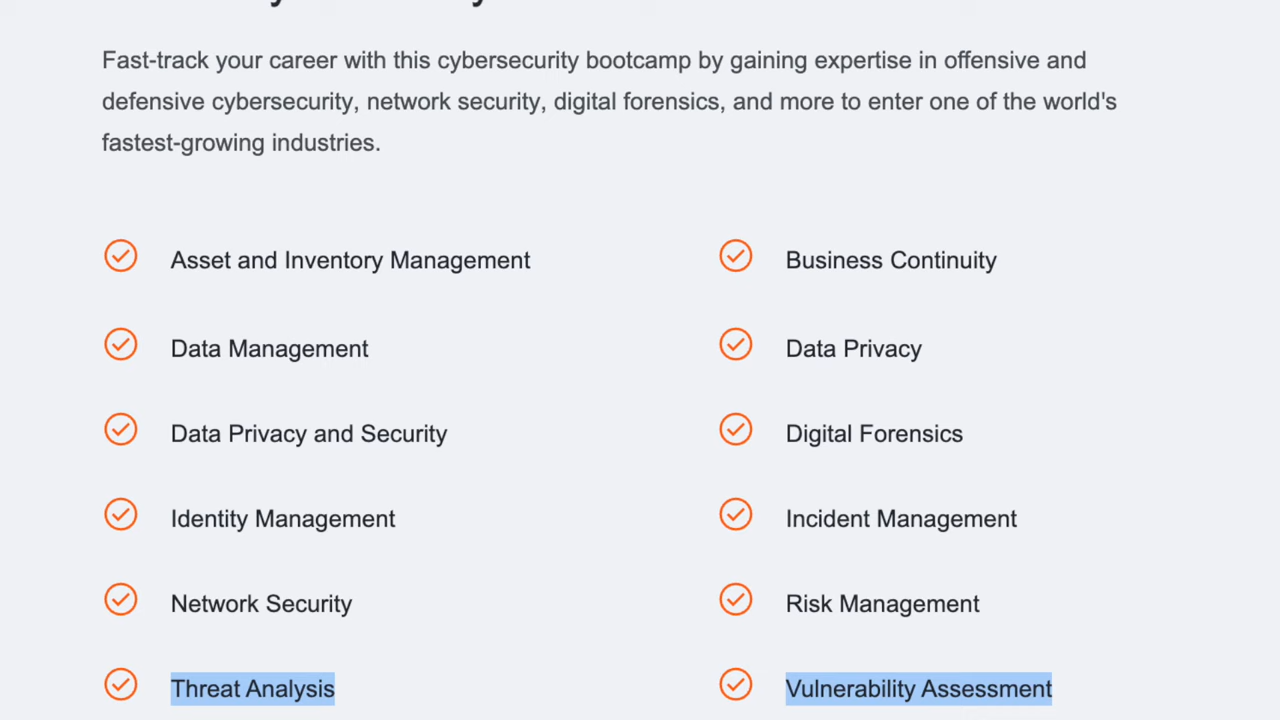 Fast-track your career with this cybersecurity bootcamp by gaining expertise in offensive and
defensive cybersecurity, network security, digital forensics, and more to enter one of the world's
fastest-growing industries.
Asset and Inventory Management
Business Continuity
Data Management
Data Privacy
Data Privacy and Security
Digital Forensics
Identity Management
Incident Management
Network Security
Risk Management
Threat Analysis
Vulnerability Assessment